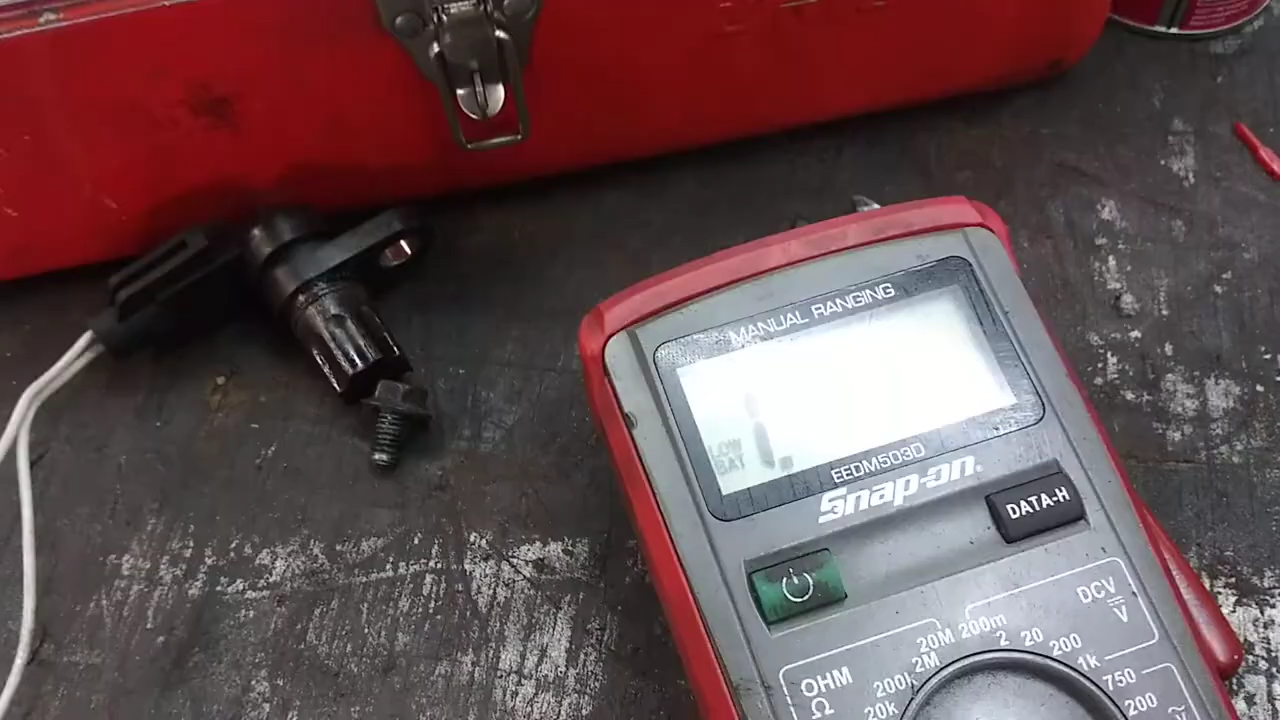 MANUAL RANGING
LOW
BAT
EEDM503D
Snap-on
DATA-H
DCV
V
20M 200m 2 20 200
2M 1k
OHM 200k 750
Ω 20k 200